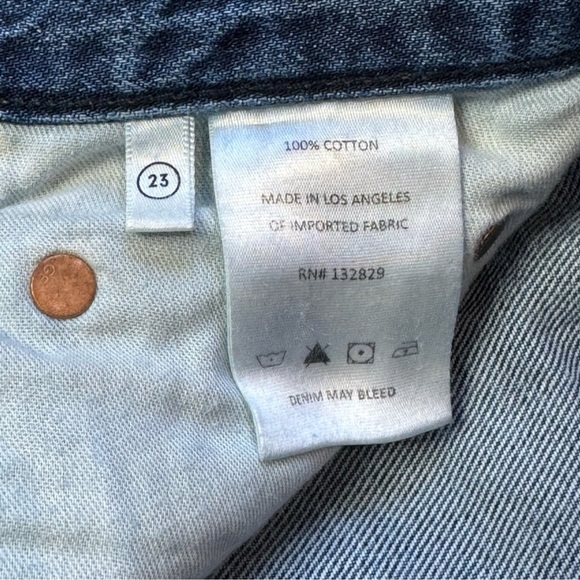 23
100% COTTON
MADE IN LOS ANGELES
OF IMPORTED FABRIC
RN# 132829
DENIM MAY BLEED